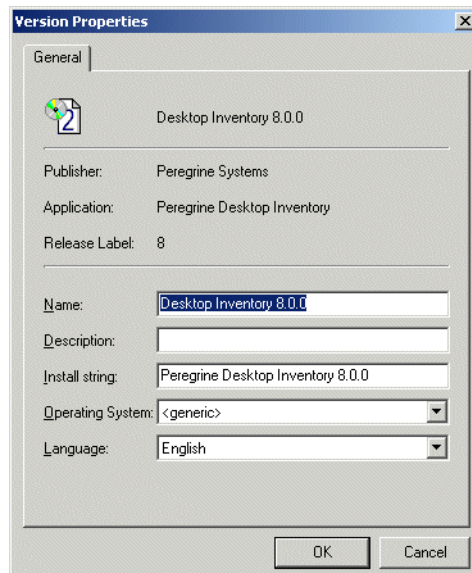 Version Properties
General
2
Desktop Inventory 8.0.0
Publisher: Peregrine Systems
Application: Peregrine Desktop Inventory
Release Label: 8
Name: Desktop Inventory 8.0.0
Description:
Install string: Peregrine Desktop Inventory 8.0.0
Operating System: <generic>
Language: English
OK Cancel